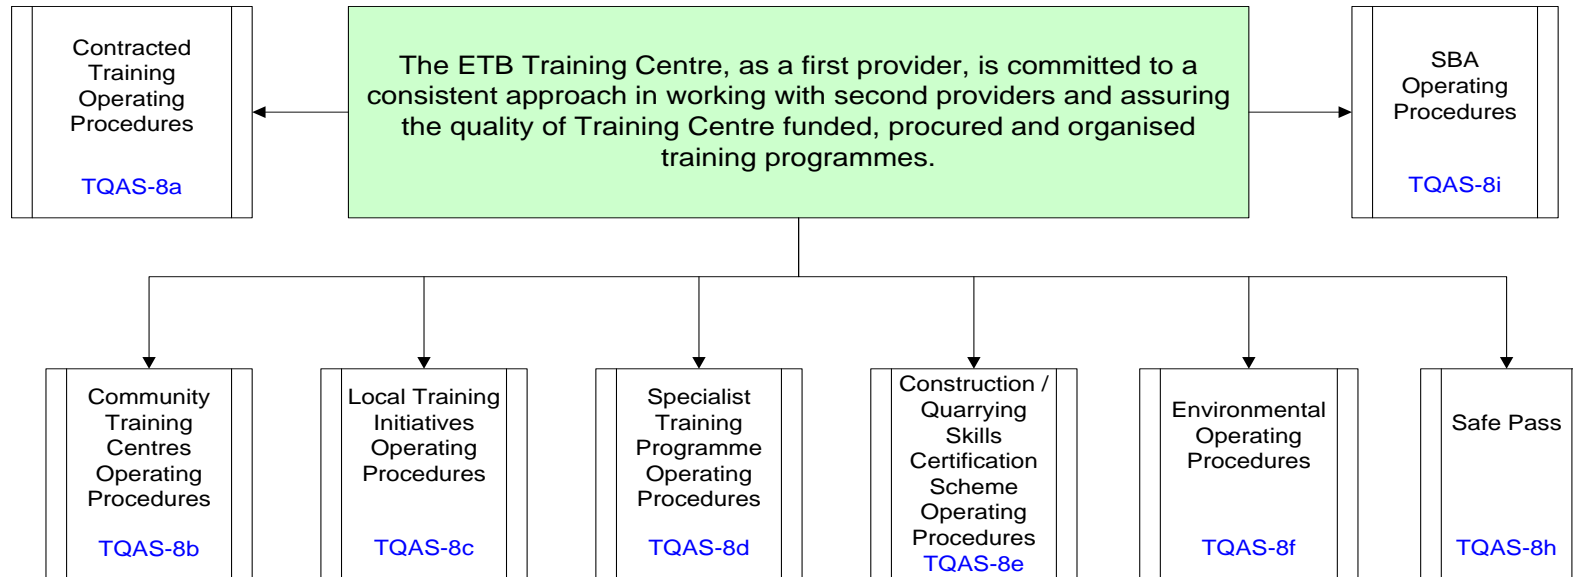 Contracted
Training
Operating
Procedures
TQAS-8a
The ETB Training Centre, as a first provider, is committed to a
consistent approach in working with second providers and assuring
the quality of Training Centre funded, procured and organised
training programmes.
SBA
Operating
Procedures
TQAS-8i
Community
Training
Centres
Operating
Procedures
TQAS-8b
Local Training
Initiatives
Operating
Procedures
TQAS-8c
Specialist
Training
Programme
Operating
Procedures
TQAS-8d
Construction /
Quarrying
Skills
Certification
Scheme
Operating
Procedures
TQAS-8e
Environmental
Operating
Procedures
TQAS-8f
Safe Pass
TQAS-8h